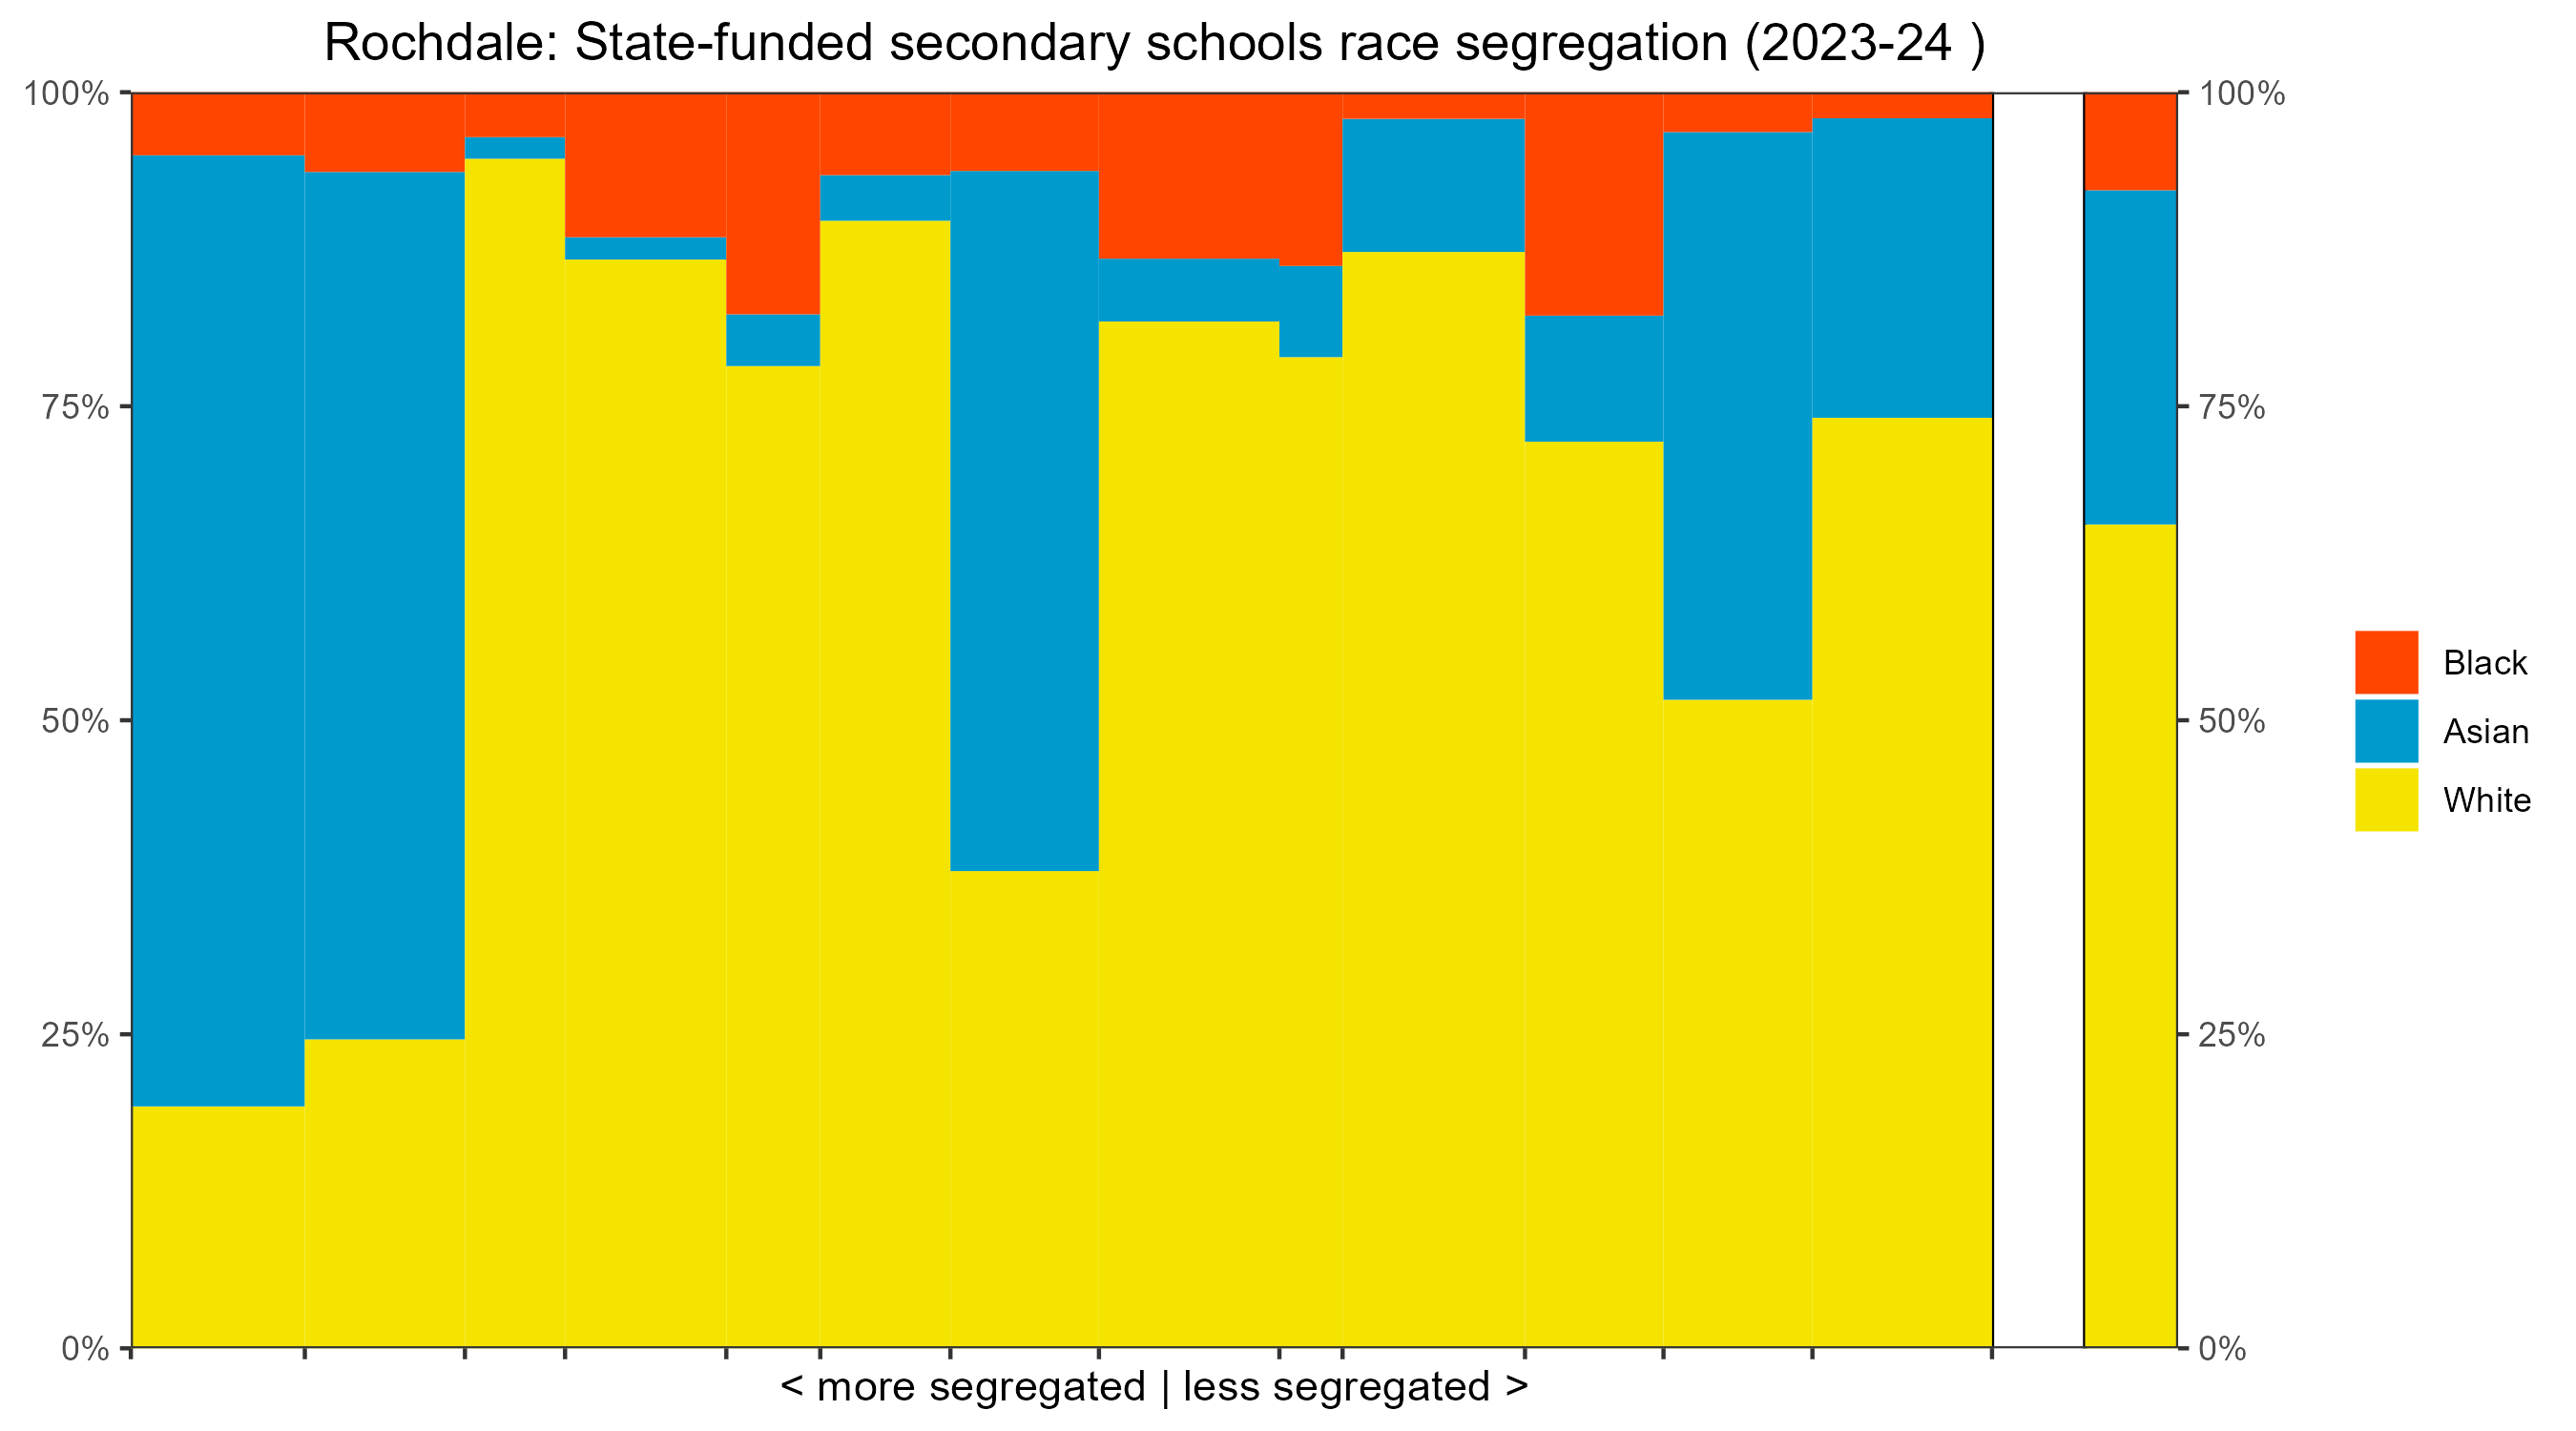 Rochdale: State-funded secondary schools race segregation (2023-24 )
100%
100%
75%
75%
50%
50%
25%
25%
0%
0%
Black
Asian
White
< more segregated | less segregated >